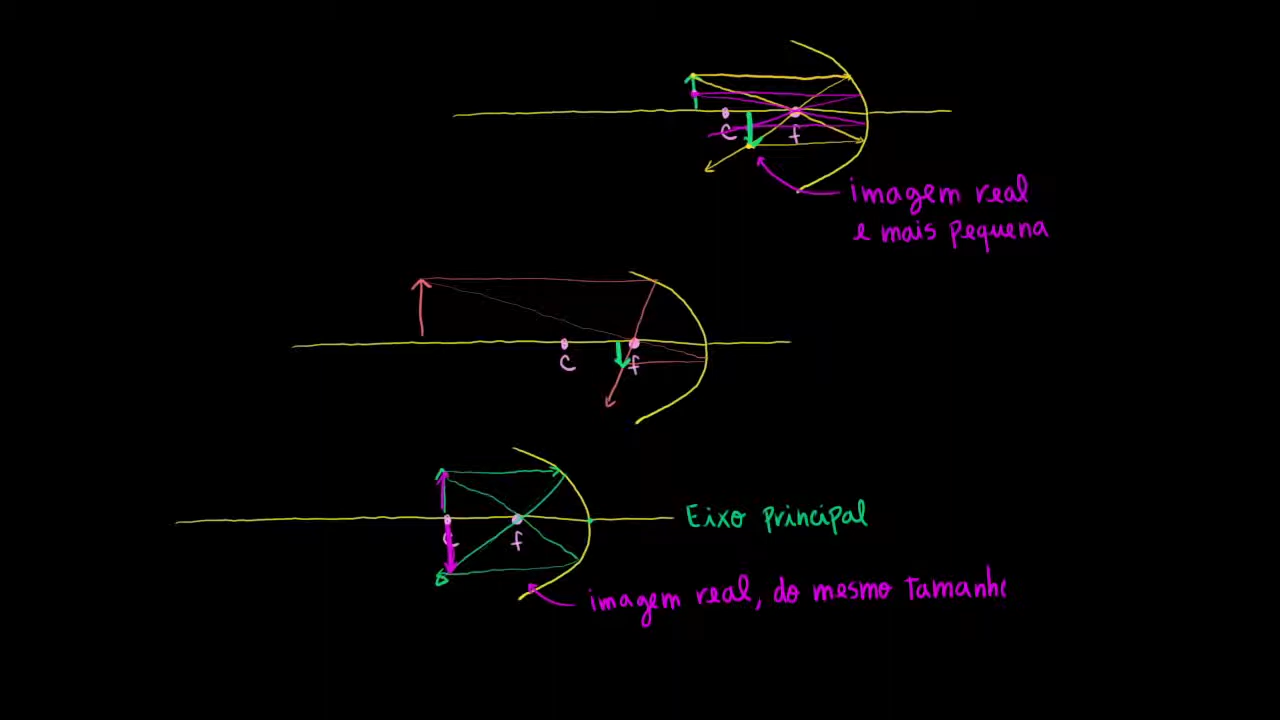 C
f
imagem real
e mais pequena
C
f
Eixo principal
C
f
imagem real, do mesmo tamanho